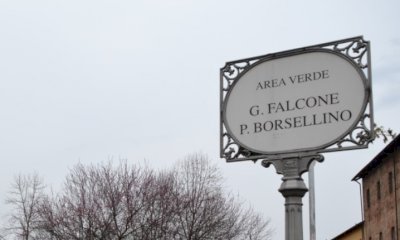 AREA VERDE
G. FALCONE
P. BORSELLINO